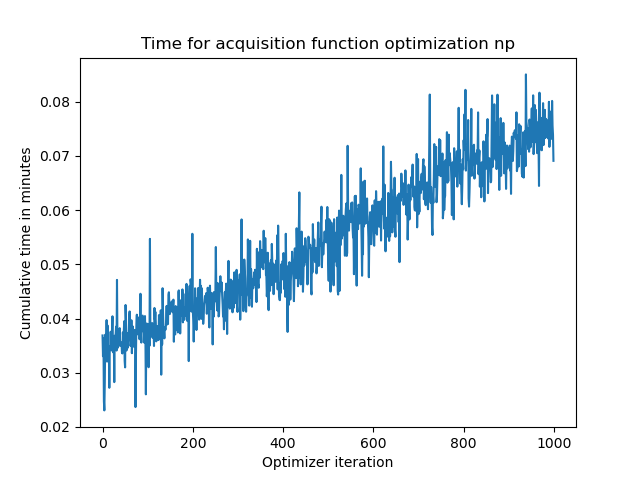 Time for acquisition function optimization np
Cumulative time in minutes
0.08
0.07
0.06
0.05
0.04
0.03
0.02
0 200 400 600 800 1000
Optimizer iteration